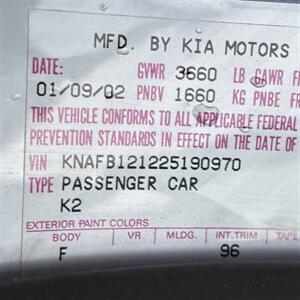 MFD. BY KIA MOTORS
DATE: GVWR 3660 LB GAWR
01/09/02 PNBV 1660 KG PNBE
THIS VEHICLE CONFORMS TO ALL APPLICABLE FEDERAL
PREVENTION STANDARDS IN EFFECT ON THE DATE OF
VIN KNAFB121225190970
TYPE PASSENGER CAR
K2
EXTERIOR PAINT COLORS
BODY VR. MLDG. INT.TRIM TAPE
F 96